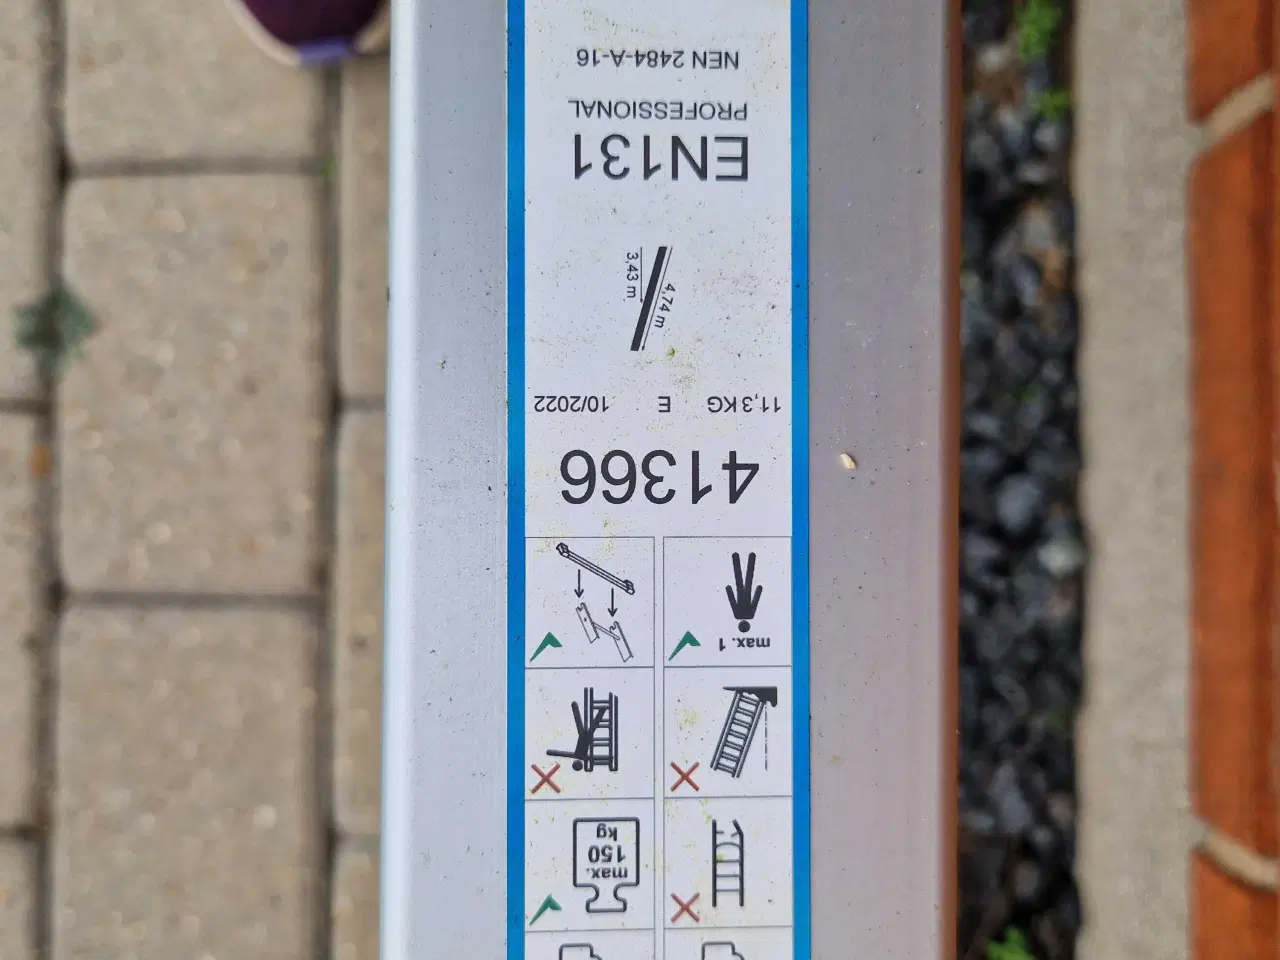 max.
150
kg
max. 1
41366
11,3 KG E 10/2022
4,74 m
3,43 m
EN131
PROFESSIONAL
NEN 2484-A-16